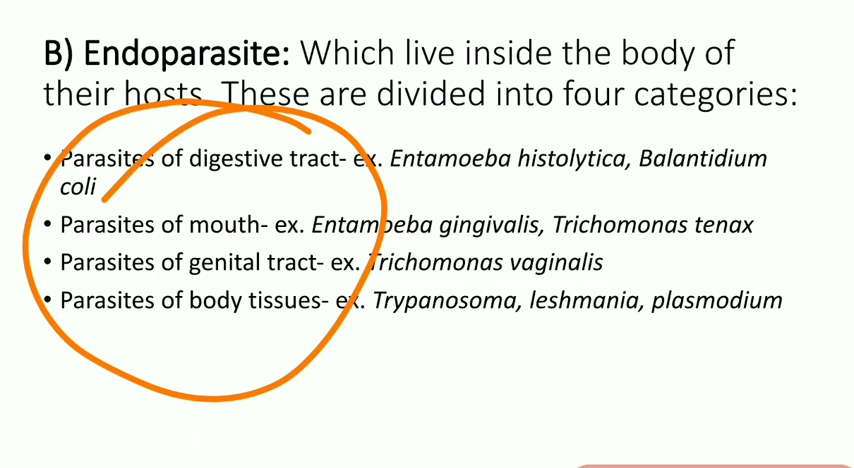 B) Endoparasite: Which live inside the body of
their hosts. These are divided into four categories:
• Parasites of digestive tract- ex. Entamoeba histolytica, Balantidium
coli
• Parasites of mouth- ex. Entamoeba gingivalis, Trichomonas tenax
• Parasites of genital tract- ex. Trichomonas vaginalis
• Parasites of body tissues- ex. Trypanosoma, leshmania, plasmodium